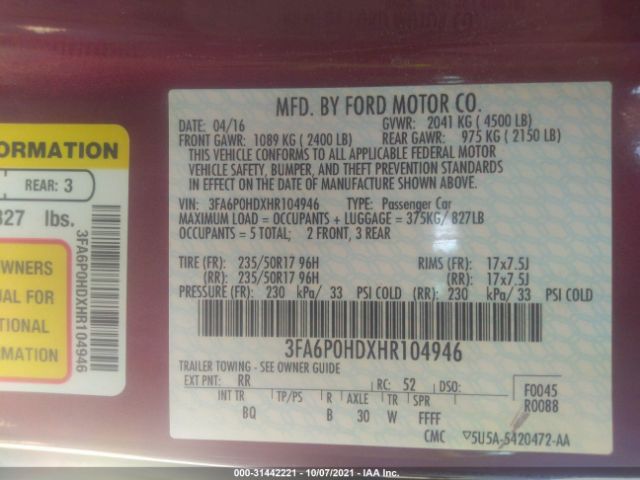 MFD. BY FORD MOTOR CO.
DATE: 04/16 GVWR: 2041 KG ( 4500 LB)
FRONT GAWR: 1089 KG ( 2400 LB) REAR GAWR: 975 KG ( 2150 LB)
THIS VEHICLE CONFORMS TO ALL APPLICABLE FEDERAL MOTOR
VEHICLE SAFETY, BUMPER, AND THEFT PREVENTION STANDARDS
IN EFFECT ON THE DATE OF MANUFACTURE SHOWN ABOVE.
VIN: 3FA6P0HDXHR104946 TYPE: Passenger Car
MAXIMUM LOAD = OCCUPANTS + LUGGAGE = 375KG/ 827LB
OCCUPANTS = 5 TOTAL; 2 FRONT, 3 REAR
TIRE (FR): 235/50R17 96H RIMS (FR): 17x7.5J
(RR): 235/50R17 96H (RR): 17x7.5J
PRESSURE (FR): 230 kPa/ 33 PSI COLD (RR): 230 kPa/ 33 PSI COLD
3FA6P0HDXHR104946
TRAILER TOWING - SEE OWNER GUIDE
EXT PNT: RR RC: 52 DSO:
INT TR TP/PS R AXLE TR SPR
BQ B 30 W FFFF
F0045
R0088
CMC ▽5U5A-5420472-AA
ORMATION
REAR: 3
327 lbs.
WNERS
UAL FOR
TIONAL
RMATION
3FA6P0HDXHR104946
000-31442221 - 10/07/2021 - IAA Inc.